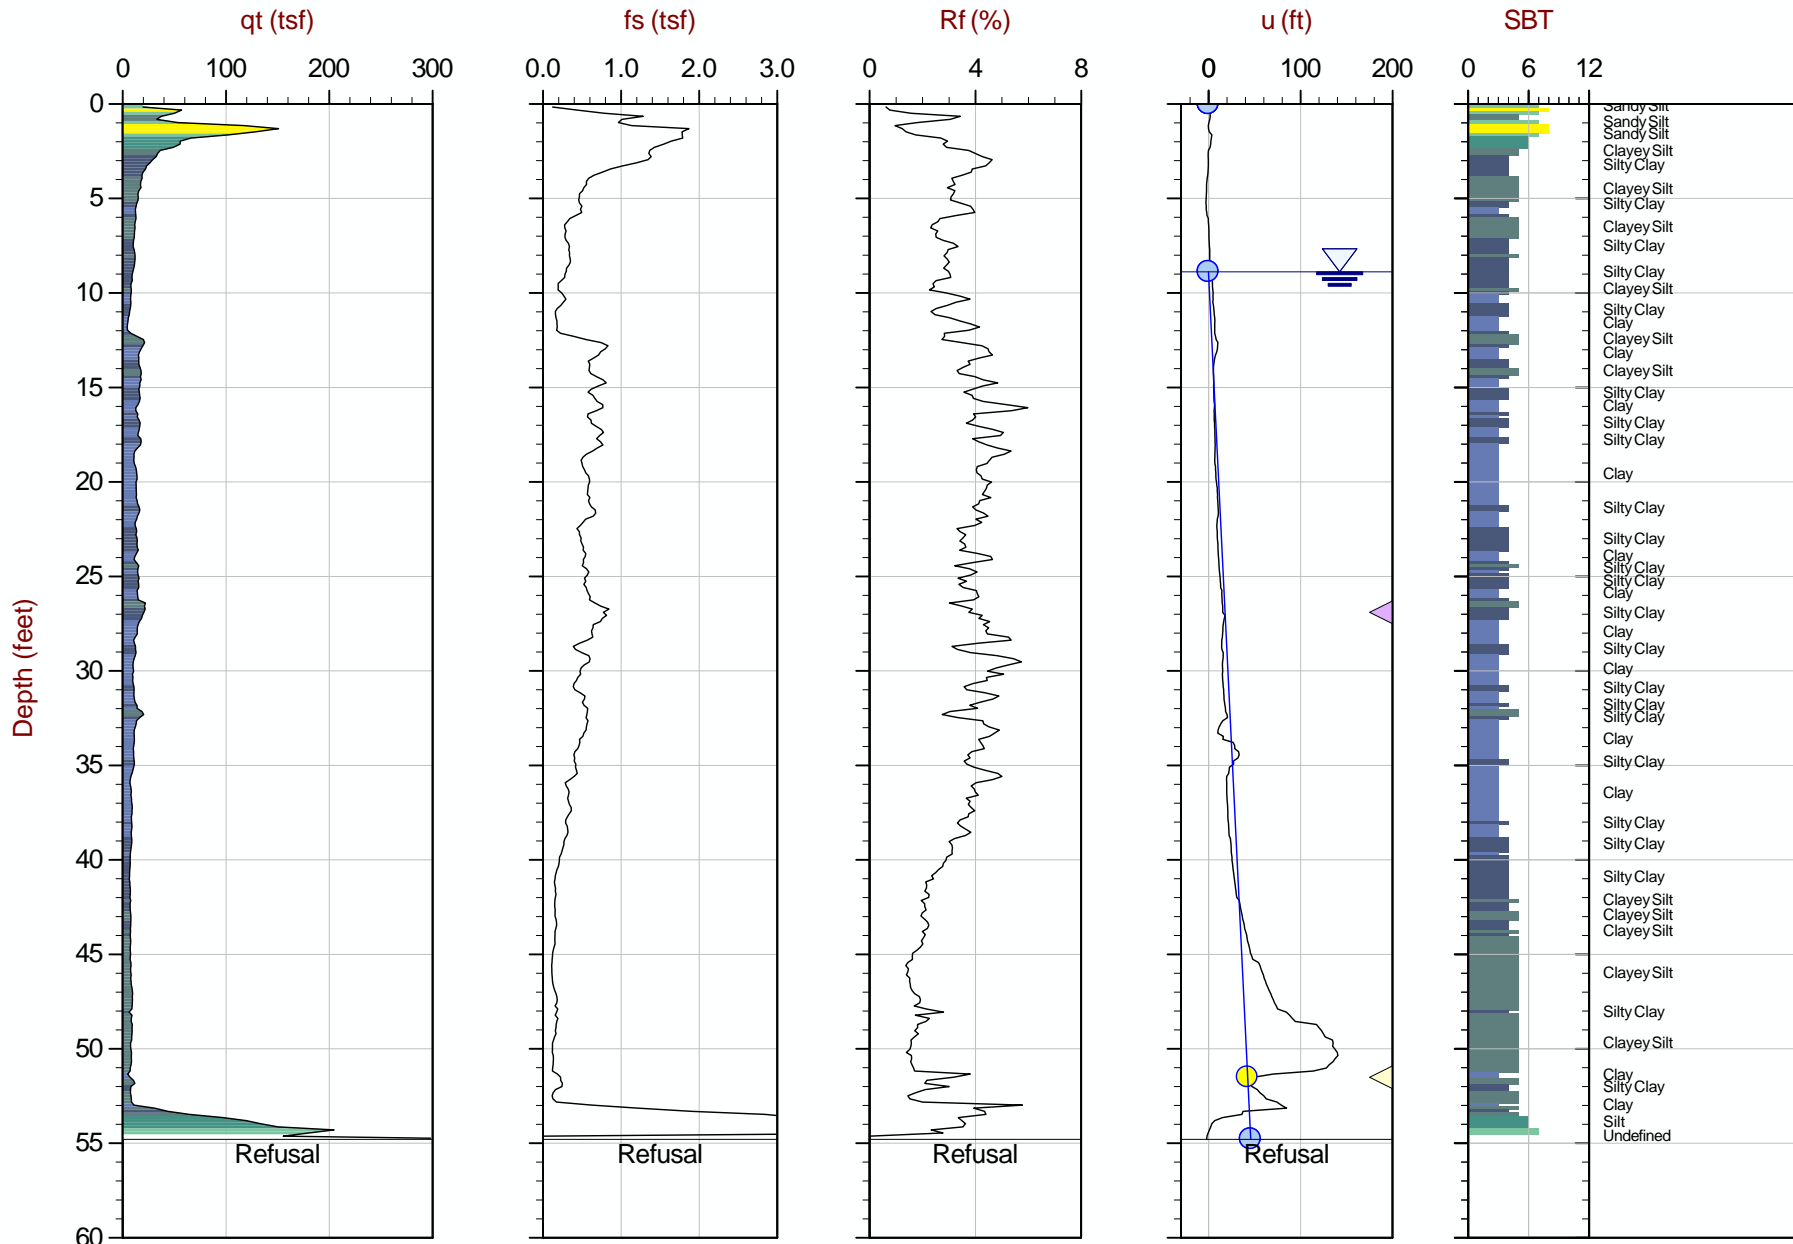 qt (tsf)
fs (tsf)
Rf (%)
u (ft)
SBT
0 100 200 300
0.0 1.0 2.0 3.0
0 4 8
0 100 200
0 6 12
Depth (feet)
0
5
10
15
20
25
30
35
40
45
50
55
60
Sandy Silt
Sandy Silt
Sandy Silt
Clayey Silt
Silty Clay
Clayey Silt
Silty Clay
Clayey Silt
Silty Clay
Silty Clay
Clayey Silt
Silty Clay
Clay
Clayey Silt
Clay
Clayey Silt
Silty Clay
Clay
Silty Clay
Silty Clay
Clay
Silty Clay
Silty Clay
Clay
Silty Clay
Silty Clay
Clay
Silty Clay
Clay
Silty Clay
Clay
Silty Clay
Silty Clay
Silty Clay
Clay
Silty Clay
Clay
Silty Clay
Silty Clay
Silty Clay
Clayey Silt
Clayey Silt
Clayey Silt
Clayey Silt
Silty Clay
Clayey Silt
Clay
Silty Clay
Clay
Silt
Undefined
Refusal
Refusal
Refusal
Refusal